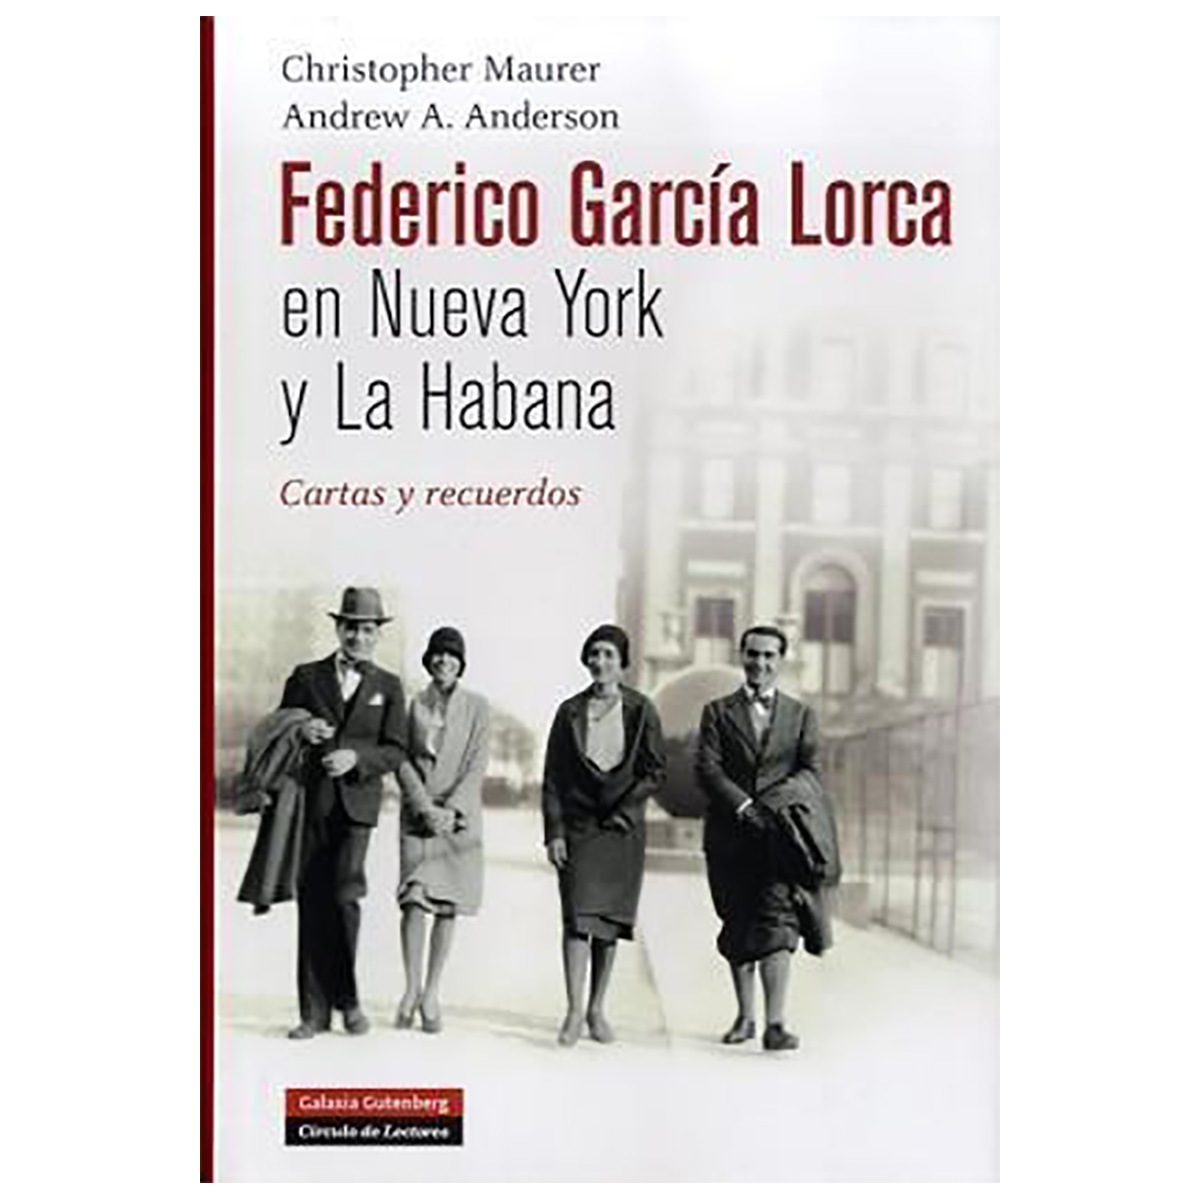 Christopher Maurer
Andrew A. Anderson
Federico García Lorca
en Nueva York
y La Habana
Cartas y recuerdos
Galaxia Gutenberg
Círculo de Lectores